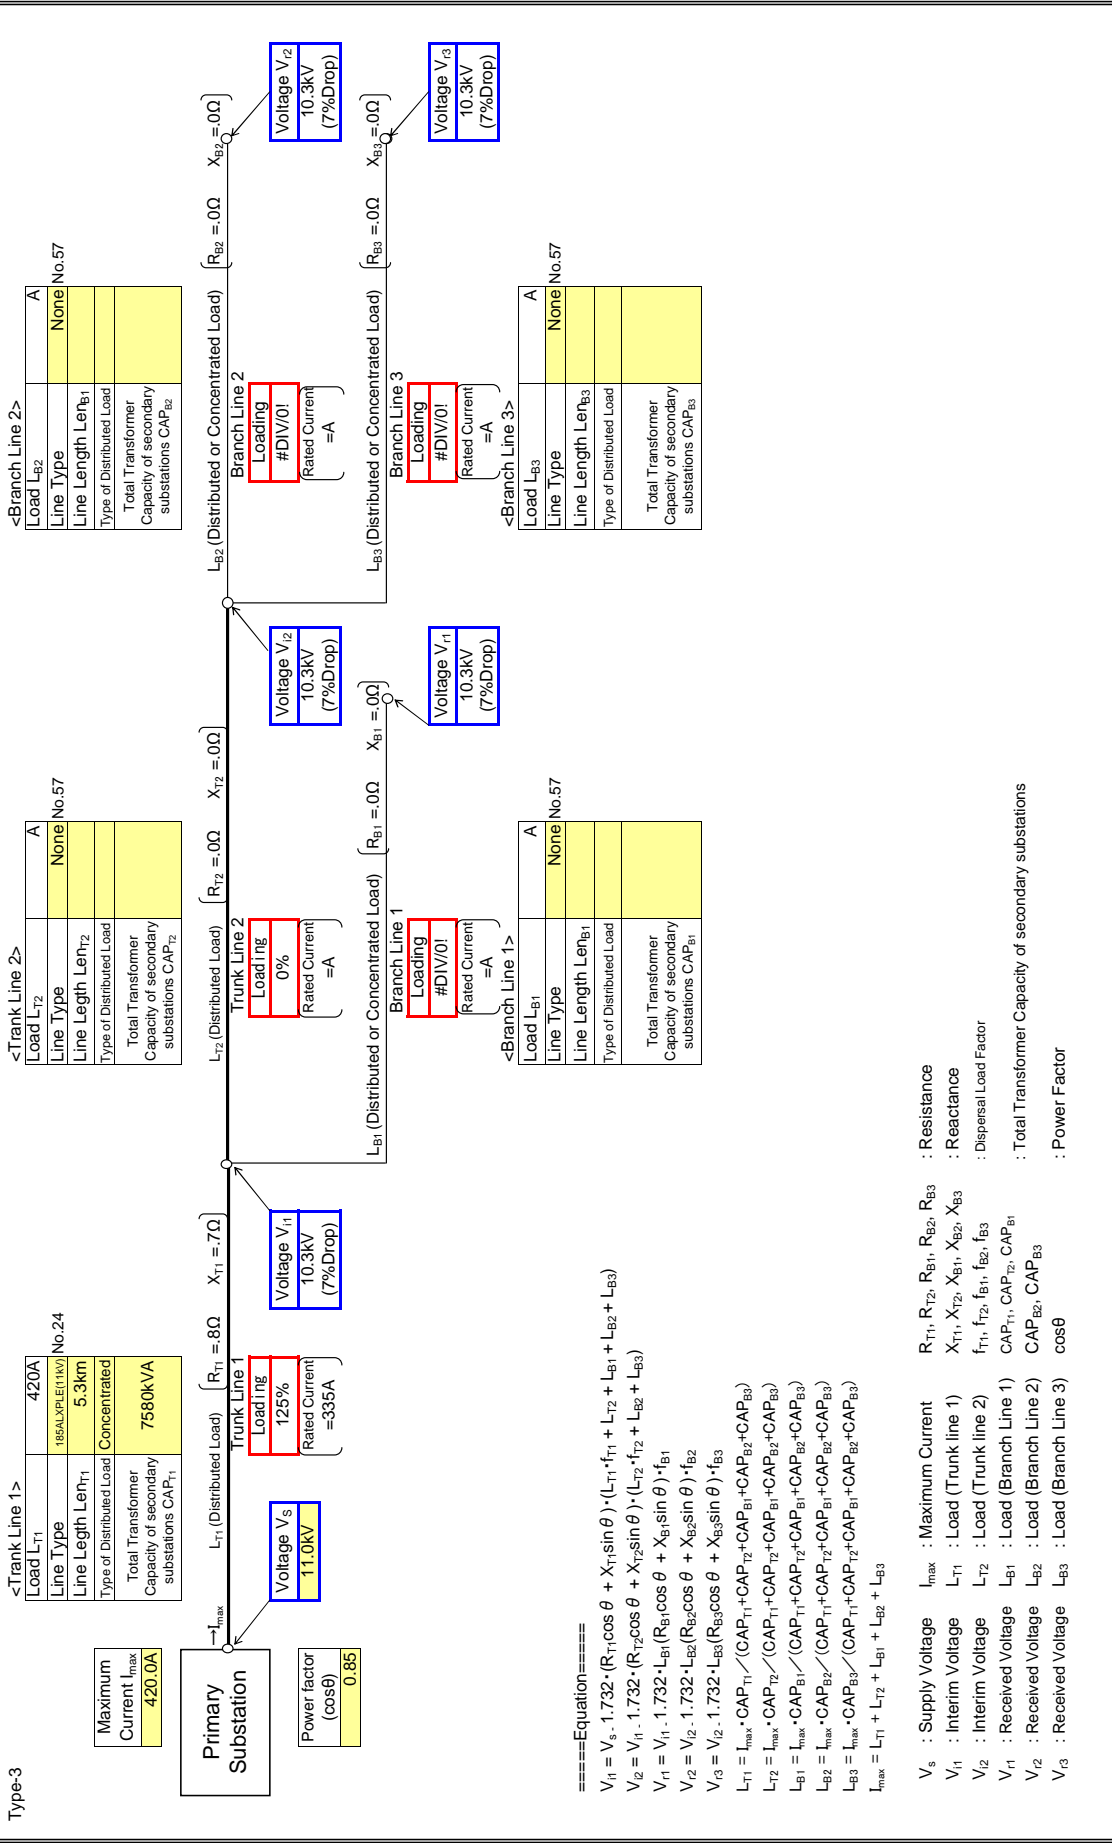 Type-3
Maximum
Current Imax
420.0A
Primary
Substation
Power factor
(cosθ)
0.85
→Imax
Voltage VS
11.0kV
<Trank Line 1>
Load LT1 420A
Line Type 185ALXPLE(11kV) No.24
Line Legth LenT1 5.3km
Type of Distributed Load Concentrated
Total Transformer
Capacity of secondary
substations CAPT1
7580kVA
LT1 (Distributed Load) RT1 =.8Ω XT1 =.7Ω
Trunk Line 1
Loading
125%
Rated Current
=335A
Voltage Vi1
10.3kV
(7%Drop)
<Trank Line 2>
Load LT2 A
Line Type None No.57
Line Length LenT2
Type of Distributed Load
Total Transformer
Capacity of secondary
substations CAPT2
LT2 (Distributed Load) RT2 =.0Ω XT2 =.0Ω
Trunk Line 2
Loading
0%
Rated Current
=A
Voltage Vi2
10.3kV
(7%Drop)
LB1 (Distributed or Concentrated Load) RB1 =.0Ω XB1 =.0Ω
Branch Line 1
Loading
#DIV/0!
Rated Current
=A
Voltage Vr1
10.3kV
(7%Drop)
<Branch Line 1>
Load LB1 A
Line Type None No.57
Line Length LenB1
Type of Distributed Load
Total Transformer
Capacity of secondary
substations CAPB1
<Branch Line 2>
Load LB2 A
Line Type None No.57
Line Length LenB1
Type of Distributed Load
Total Transformer
Capacity of secondary
substations CAPB2
LB2 (Distributed or Concentrated Load) RB2 =.0Ω XB2 =.0Ω
Branch Line 2
Loading
#DIV/0!
Rated Current
=A
Voltage Vr2
10.3kV
(7%Drop)
LB3 (Distributed or Concentrated Load) RB3 =.0Ω XB3 =.0Ω
Branch Line 3
Loading
#DIV/0!
Rated Current
=A
Voltage Vr3
10.3kV
(7%Drop)
<Branch Line 3>
Load LB3 A
Line Type None No.57
Line Length LenB3
Type of Distributed Load
Total Transformer
Capacity of secondary
substations CAPB3
=====Equation=====
Vi1 = Vs - 1.732･(RT1cos θ + XT1sin θ)･(LT1･fT1 + LT2 + LB1 + LB2 + LB3)
Vi2 = Vi1 - 1.732･(RT2cos θ + XT2sin θ)･(LT2･fT2 + LB2 + LB3)
Vr1 = Vi1 - 1.732･LB1(RB1cos θ + XB1sin θ)･fB1
Vr2 = Vi2 - 1.732･LB2(RB2cos θ + XB2sin θ)･fB2
Vr3 = Vi2 - 1.732･LB3(RB3cos θ + XB3sin θ)･fB3
LT1 = Imax･CAPT1／(CAPT1+CAPT2+CAPB1+CAPB2+CAPB3)
LT2 = Imax･CAPT2／(CAPT1+CAPT2+CAPB1+CAPB2+CAPB3)
LB1 = Imax･CAPB1／(CAPT1+CAPT2+CAPB1+CAPB2+CAPB3)
LB2 = Imax･CAPB2／(CAPT1+CAPT2+CAPB1+CAPB2+CAPB3)
LB3 = Imax･CAPB3／(CAPT1+CAPT2+CAPB1+CAPB2+CAPB3)
Imax = LT1 + LT2 + LB1 + LB2 + LB3
Vs : Supply Voltage Imax : Maximum Current RT1, RT2, RB1, RB2, RB3 : Resistance
Vi1 : Interim Voltage LT1 : Load (Trunk line 1) XT1, XT2, XB1, XB2, XB3 : Reactance
Vi2 : Interim Voltage LT2 : Load (Trunk line 2) fT1, fT2, fB1, fB2, fB3 : Dispersal Load Factor
Vr1 : Received Voltage LB1 : Load (Branch Line 1) CAPT1, CAPT2, CAPB1 : Total Transformer Capacity of secondary substations
Vr2 : Received Voltage LB2 : Load (Branch Line 2) CAPB2, CAPB3
Vr3 : Received Voltage LB3 : Load (Branch Line 3) cosθ : Power Factor